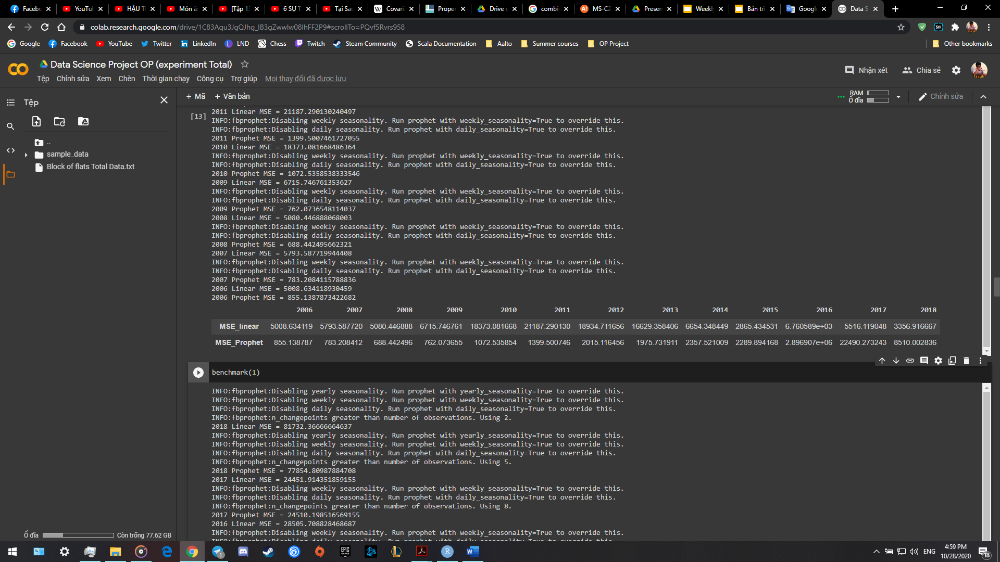 Faceb
YouTu
HẬU T
Món ă
[Tập 1
6 SỰ T
Tại Sa
Covari
Proper
Drive c
combi
MS-C2
Presen
Weekl
Bản tr
Googl
Data S
colab.research.google.com/drive/1C83Aqu3JgQJhg_IB3gZwwlw08IhFF2P9#scrollTo=PQvf5Rvrs958
Google
Facebook
YouTube
Twitter
LinkedIn
LND
Chess
Twitch
Steam Community
Scala Documentation
Aalto
Summer courses
OP Project
Other bookmarks
Data Science Project OP (experiment Total)
Tệp Chỉnh sửa Xem Chèn Thời gian chạy Công cụ Trợ giúp Mọi thay đổi đã được lưu
Nhận xét
Chia sẻ
Tệp
+ Mã + Văn bản
RAM
Ổ đĩa
Chỉnh sửa
..
sample_data
Block of flats Total Data.txt
Ổ đĩa Còn trống 77.62 GB
[13]
2011 Linear MSE = 21187.290130240497
INFO:fbprophet:Disabling weekly seasonality. Run prophet with weekly_seasonality=True to override this.
INFO:fbprophet:Disabling daily seasonality. Run prophet with daily_seasonality=True to override this.
2011 Prophet MSE = 1399.5007461727055
2010 Linear MSE = 18373.081668486364
INFO:fbprophet:Disabling weekly seasonality. Run prophet with weekly_seasonality=True to override this.
INFO:fbprophet:Disabling daily seasonality. Run prophet with daily_seasonality=True to override this.
2010 Prophet MSE = 1072.5358538333546
2009 Linear MSE = 6715.746761353627
INFO:fbprophet:Disabling weekly seasonality. Run prophet with weekly_seasonality=True to override this.
INFO:fbprophet:Disabling daily seasonality. Run prophet with daily_seasonality=True to override this.
2009 Prophet MSE = 762.0736548114037
2008 Linear MSE = 5080.446888068003
INFO:fbprophet:Disabling weekly seasonality. Run prophet with weekly_seasonality=True to override this.
INFO:fbprophet:Disabling daily seasonality. Run prophet with daily_seasonality=True to override this.
2008 Prophet MSE = 688.442495662321
2007 Linear MSE = 5793.587719944408
INFO:fbprophet:Disabling weekly seasonality. Run prophet with weekly_seasonality=True to override this.
INFO:fbprophet:Disabling daily seasonality. Run prophet with daily_seasonality=True to override this.
2007 Prophet MSE = 783.2084115788836
2006 Linear MSE = 5008.634118930459
2006 Prophet MSE = 855.1387873422682
2006 2007 2008 2009 2010 2011 2012 2013 2014 2015 2016 2017 2018
MSE_linear 5008.634119 5793.587720 5080.446888 6715.746761 18373.081668 21187.290130 18934.711656 16629.358406 6654.348449 2865.434531 6.760589e+03 5516.119048 3356.916667
MSE_Prophet 855.138787 783.208412 688.442496 762.073655 1072.535854 1399.500746 2015.116456 1975.731911 2357.521009 2289.894168 2.896907e+06 22490.273243 8510.002836
benchmark(1)
INFO:fbprophet:Disabling yearly seasonality. Run prophet with yearly_seasonality=True to override this.
INFO:fbprophet:Disabling weekly seasonality. Run prophet with weekly_seasonality=True to override this.
INFO:fbprophet:Disabling daily seasonality. Run prophet with daily_seasonality=True to override this.
INFO:fbprophet:n_changepoints greater than number of observations. Using 2.
2018 Linear MSE = 81732.36666664637
INFO:fbprophet:Disabling yearly seasonality. Run prophet with yearly_seasonality=True to override this.
INFO:fbprophet:Disabling weekly seasonality. Run prophet with weekly_seasonality=True to override this.
INFO:fbprophet:Disabling daily seasonality. Run prophet with daily_seasonality=True to override this.
INFO:fbprophet:n_changepoints greater than number of observations. Using 5.
2018 Prophet MSE = 77854.80987884708
2017 Linear MSE = 24451.914351859155
INFO:fbprophet:Disabling weekly seasonality. Run prophet with weekly_seasonality=True to override this.
INFO:fbprophet:Disabling daily seasonality. Run prophet with daily_seasonality=True to override this.
INFO:fbprophet:n_changepoints greater than number of observations. Using 8.
2017 Prophet MSE = 24510.198516569155
2016 Linear MSE = 28505.708828468687
INFO:fbprophet:Disabling weekly seasonality. Run prophet with weekly_seasonality=True to override this.
INFO:fbprophet:Disabling daily seasonality. Run prophet with daily_seasonality=True to override this.
ENG
4:59 PM
10/28/2020
18